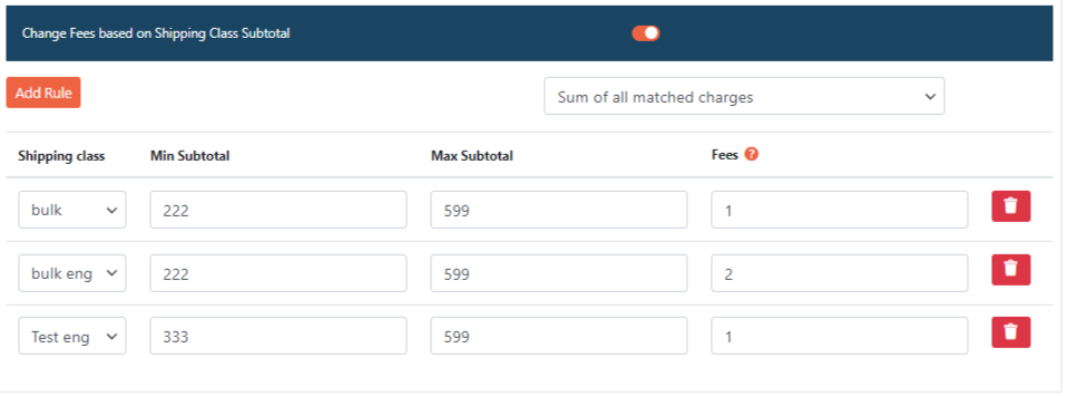 Change Fees based on Shipping Class Subtotal
Add Rule
Sum of all matched charges
Shipping class Min Subtotal Max Subtotal Fees ?
bulk 222 599 1
bulk eng 222 599 2
Test eng 333 599 1